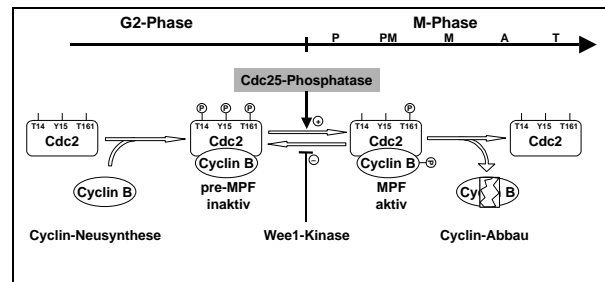 G2-Phase M-Phase
P PM M A T
Cdc25-Phosphatase
P P P P
T14 Y15 T161 T14 Y15 T161 + T14 Y15 T161 T14 Y15 T161
Cdc2 Cdc2 Cdc2 Cdc2
Cyclin B Cyclin B − Cyclin B P Cy B
pre-MPF MPF
inaktiv aktiv
Cyclin-Neusynthese Wee1-Kinase Cyclin-Abbau